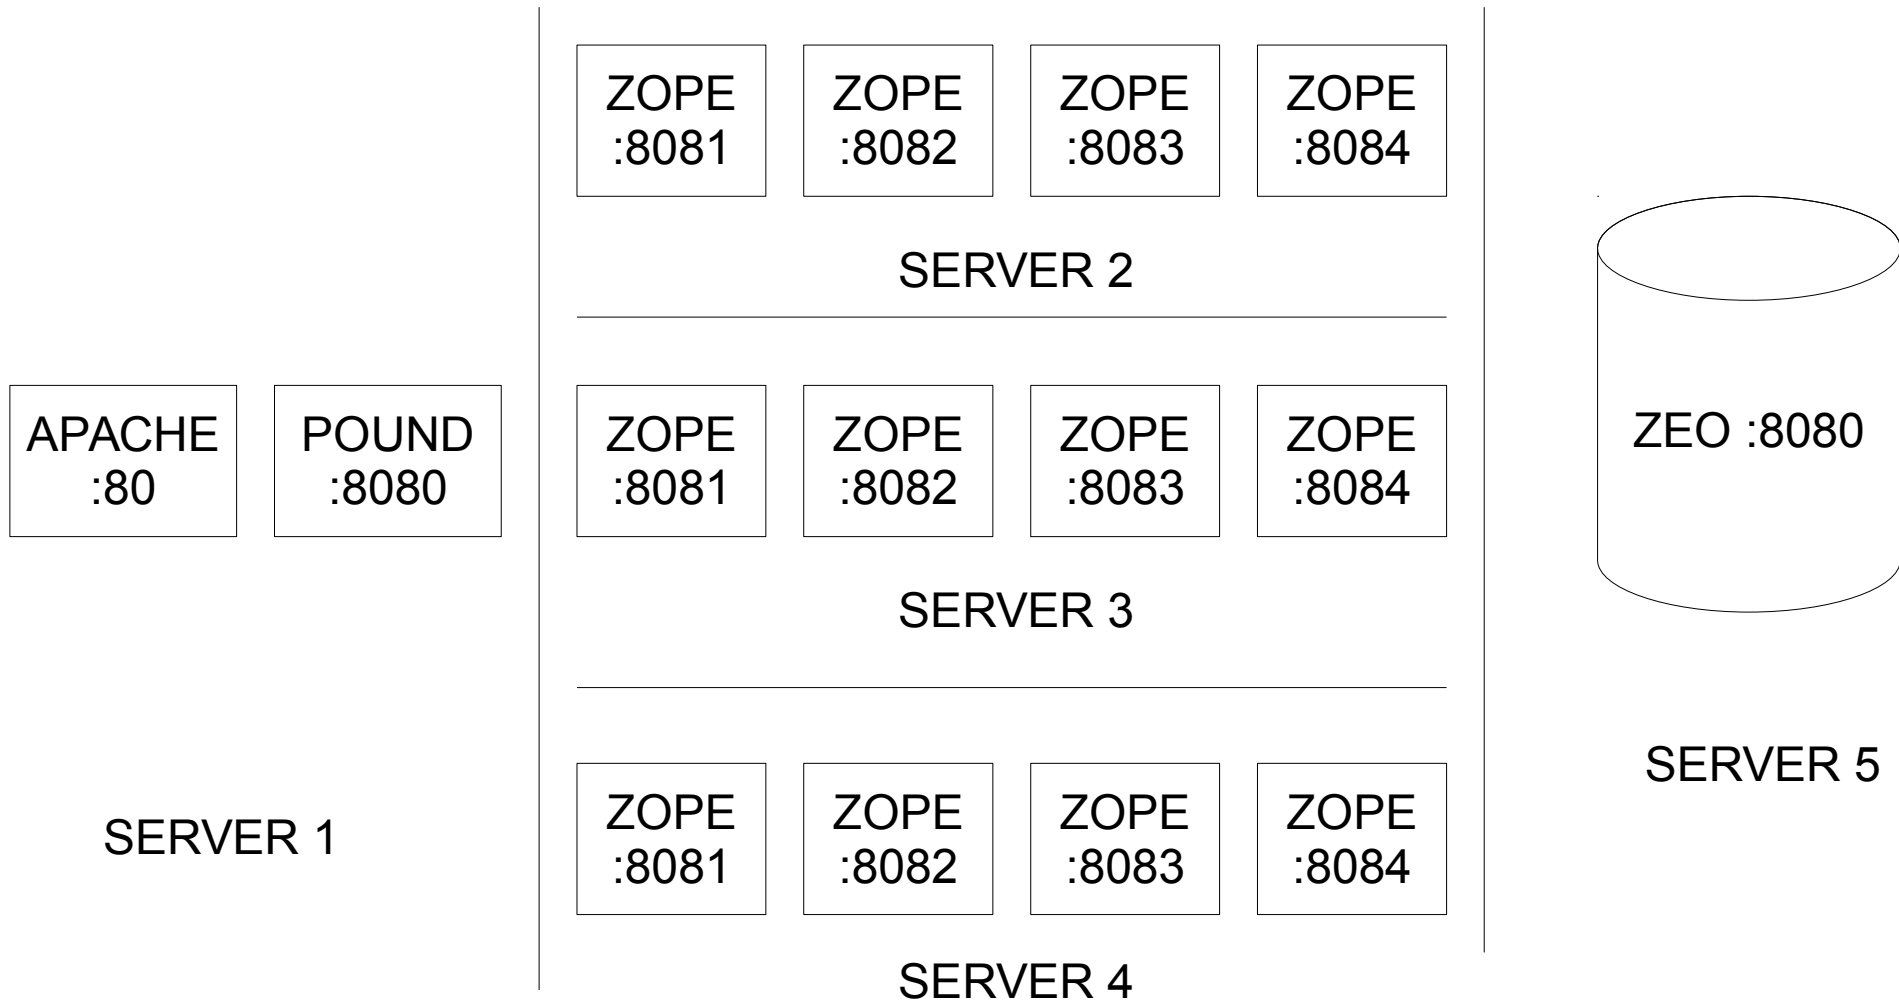 APACHE
:80
POUND
:8080
SERVER 1
ZOPE
:8081
ZOPE
:8082
ZOPE
:8083
ZOPE
:8084
SERVER 2
ZOPE
:8081
ZOPE
:8082
ZOPE
:8083
ZOPE
:8084
SERVER 3
ZOPE
:8081
ZOPE
:8082
ZOPE
:8083
ZOPE
:8084
SERVER 4
ZEO :8080
SERVER 5